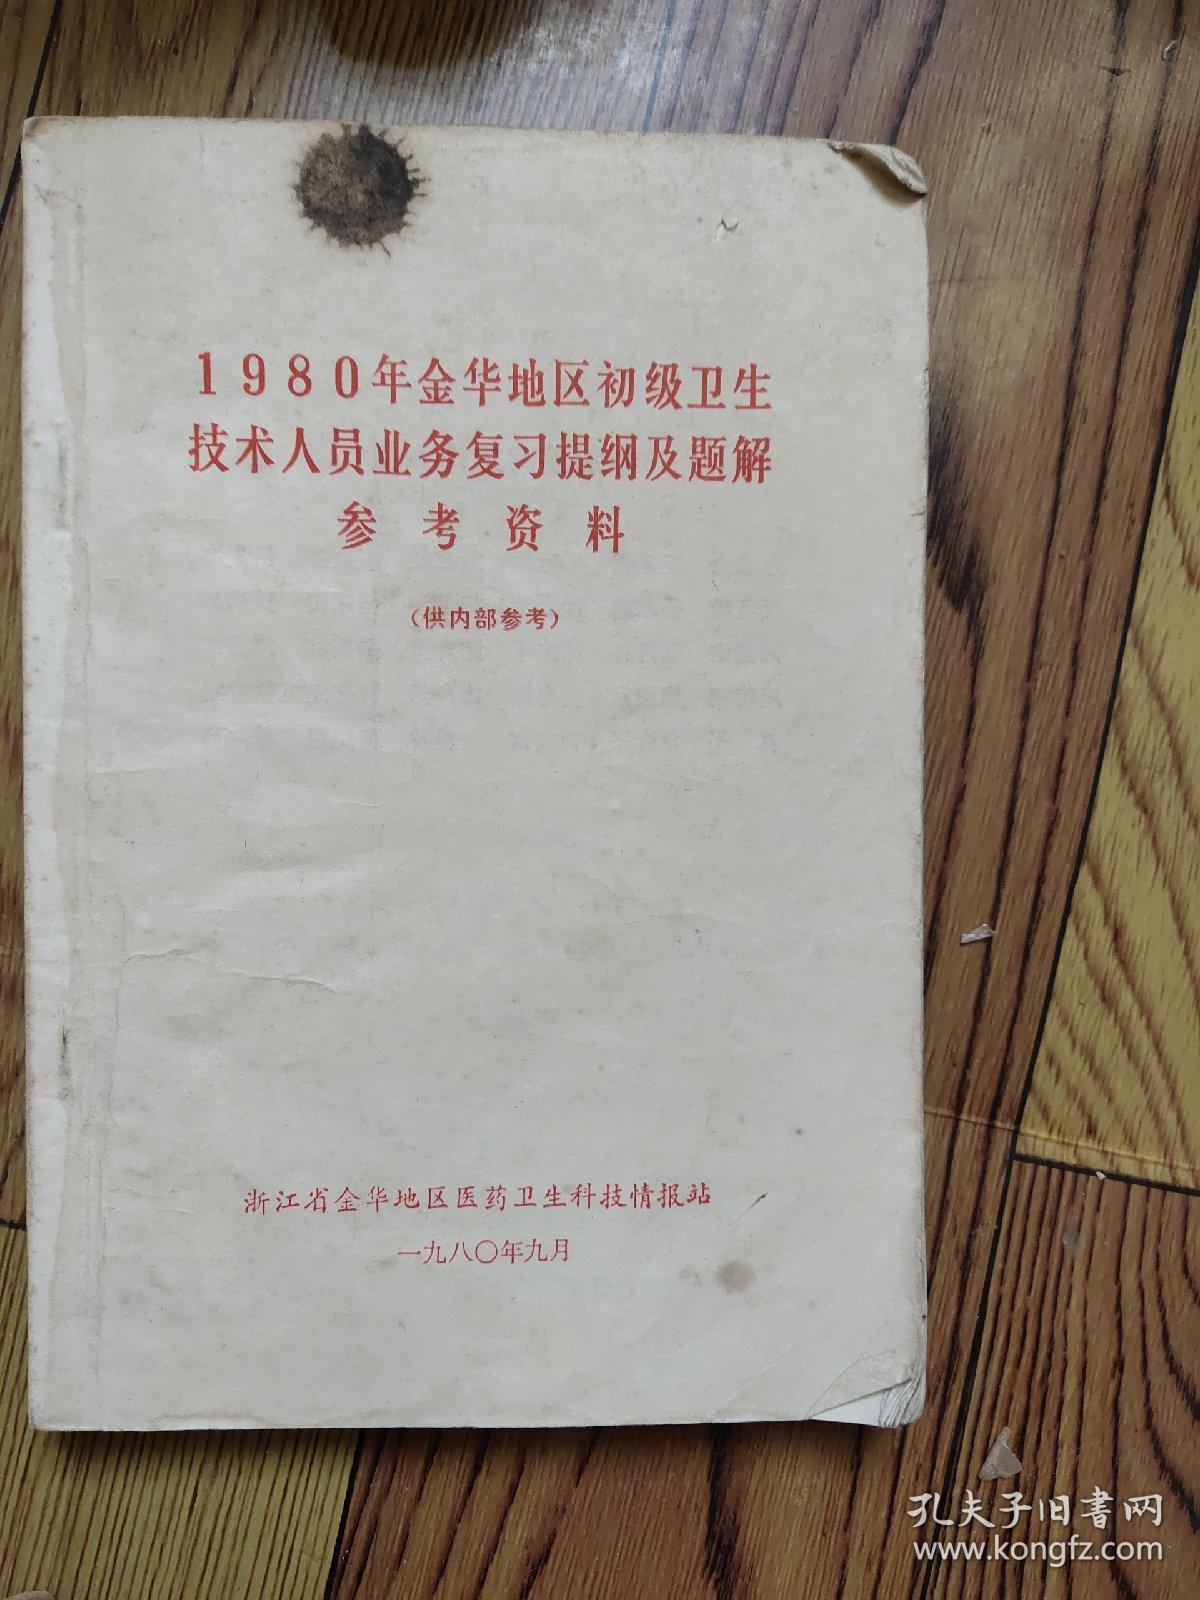 1980年金华地区初级卫生
技术人员业务复习提纲及题解
参考资料
（供内部参考）
浙江省金华地区医药卫生科技情报站
一九八〇年九月
孔夫子旧書网
www.kongfz.com